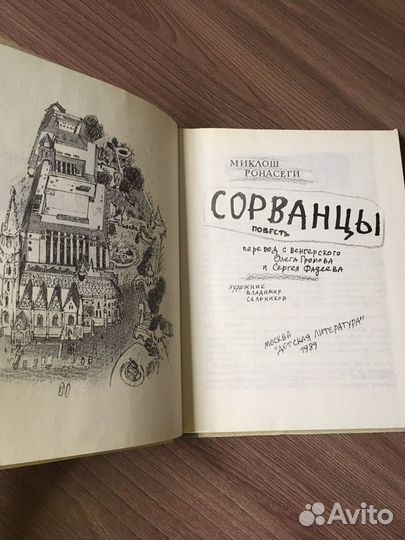 МИКЛОШ
РОНАСЕГИ
СОРВАНЦЫ
ПОВЕСТЬ
перевод с венгерского
Олега Громова
и Сергея Фадеева
ХУДОЖНИК
ВЛАДИМИР
САЛЬНИКОВ
МОСКВА
"ДЕТСКАЯ ЛИТЕРАТУРА"
1989
Avito